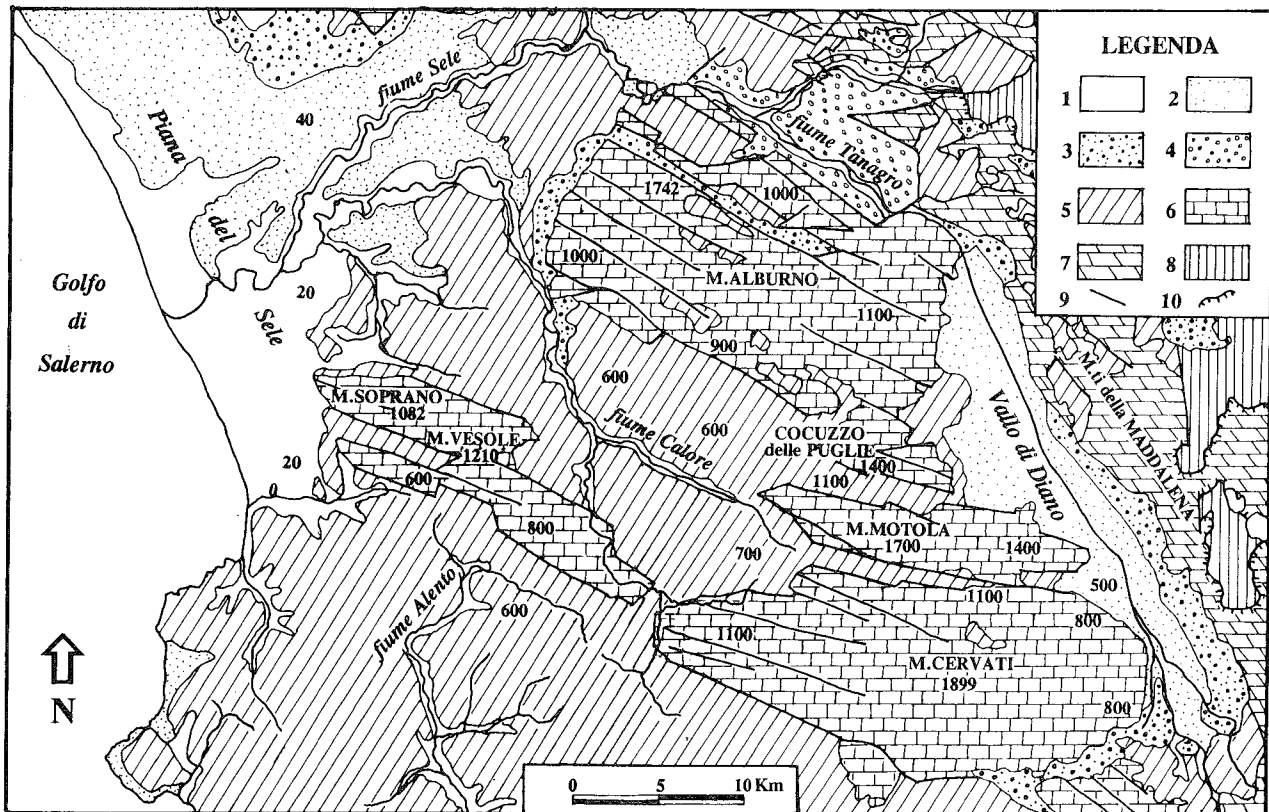 LEGENDA
1
2
3
4
5
6
7
8
9
10
Piana
del
Sele
fiume Sele
40
fiume Tanagro
1742
1000
Golfo
di
Salerno
20
1000
M.ALBURNO
1100
900
M.SOPRANO
1082
M.VESOLE
1210
600
600
fiume Calore
600
COCUZZO
delle PUGLIE
1400
1100
Vallo di Diano
M.ti della MADDALENA
20
0
800
M.MOTOLA
1700
1400
700
500
1100
800
fiume Alento
600
1100
M.CERVATI
1899
800
N
0 5 10 Km